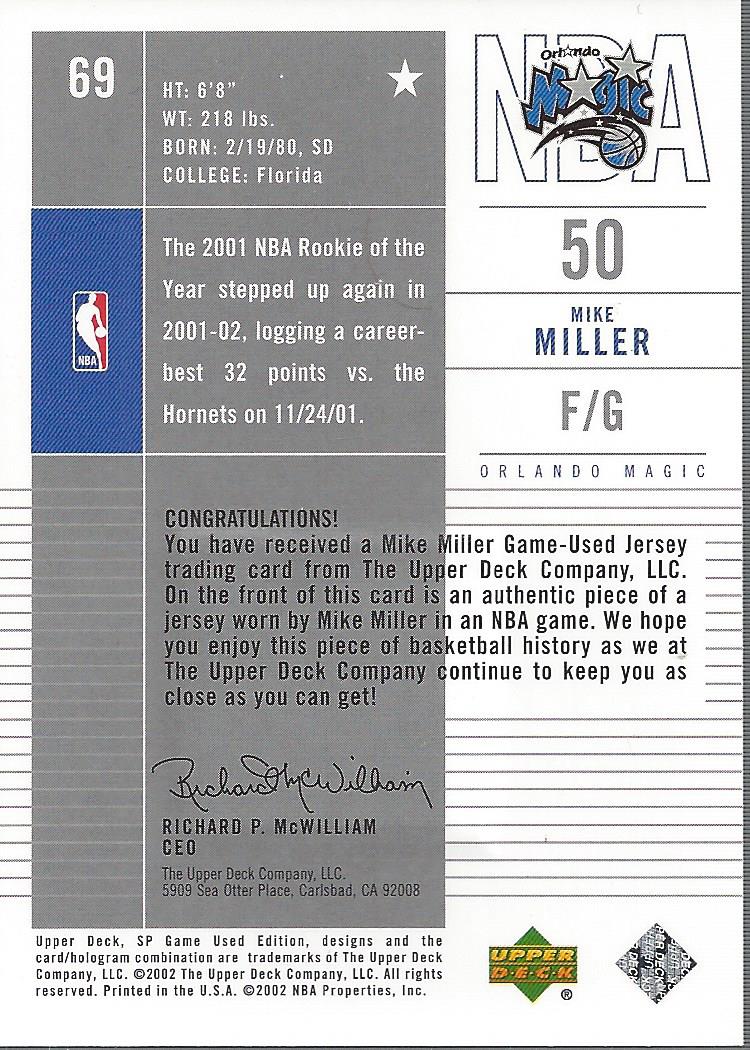 69
HT: 6'8"
WT: 218 lbs.
BORN: 2/19/80, SD
COLLEGE: Florida
NBA
Orlando
Magic
50
MIKE
MILLER
F/G
ORLANDO MAGIC
NBA
The 2001 NBA Rookie of the
Year stepped up again in
2001-02, logging a career-
best 32 points vs. the
Hornets on 11/24/01.
CONGRATULATIONS!
You have received a Mike Miller Game-Used Jersey
trading card from The Upper Deck Company, LLC.
On the front of this card is an authentic piece of a
jersey worn by Mike Miller in an NBA game. We hope
you enjoy this piece of basketball history as we at
The Upper Deck Company continue to keep you as
close as you can get!
Richard McWilliam
RICHARD P. McWILLIAM
CEO
The Upper Deck Company, LLC.
5909 Sea Otter Place, Carlsbad, CA 92008
Upper Deck, SP Game Used Edition, designs and the
card/hologram combination are trademarks of The Upper Deck
Company, LLC. ©2002 The Upper Deck Company, LLC. All rights
reserved. Printed in the U.S.A. ©2002 NBA Properties, Inc.
UPPER
DECK
®